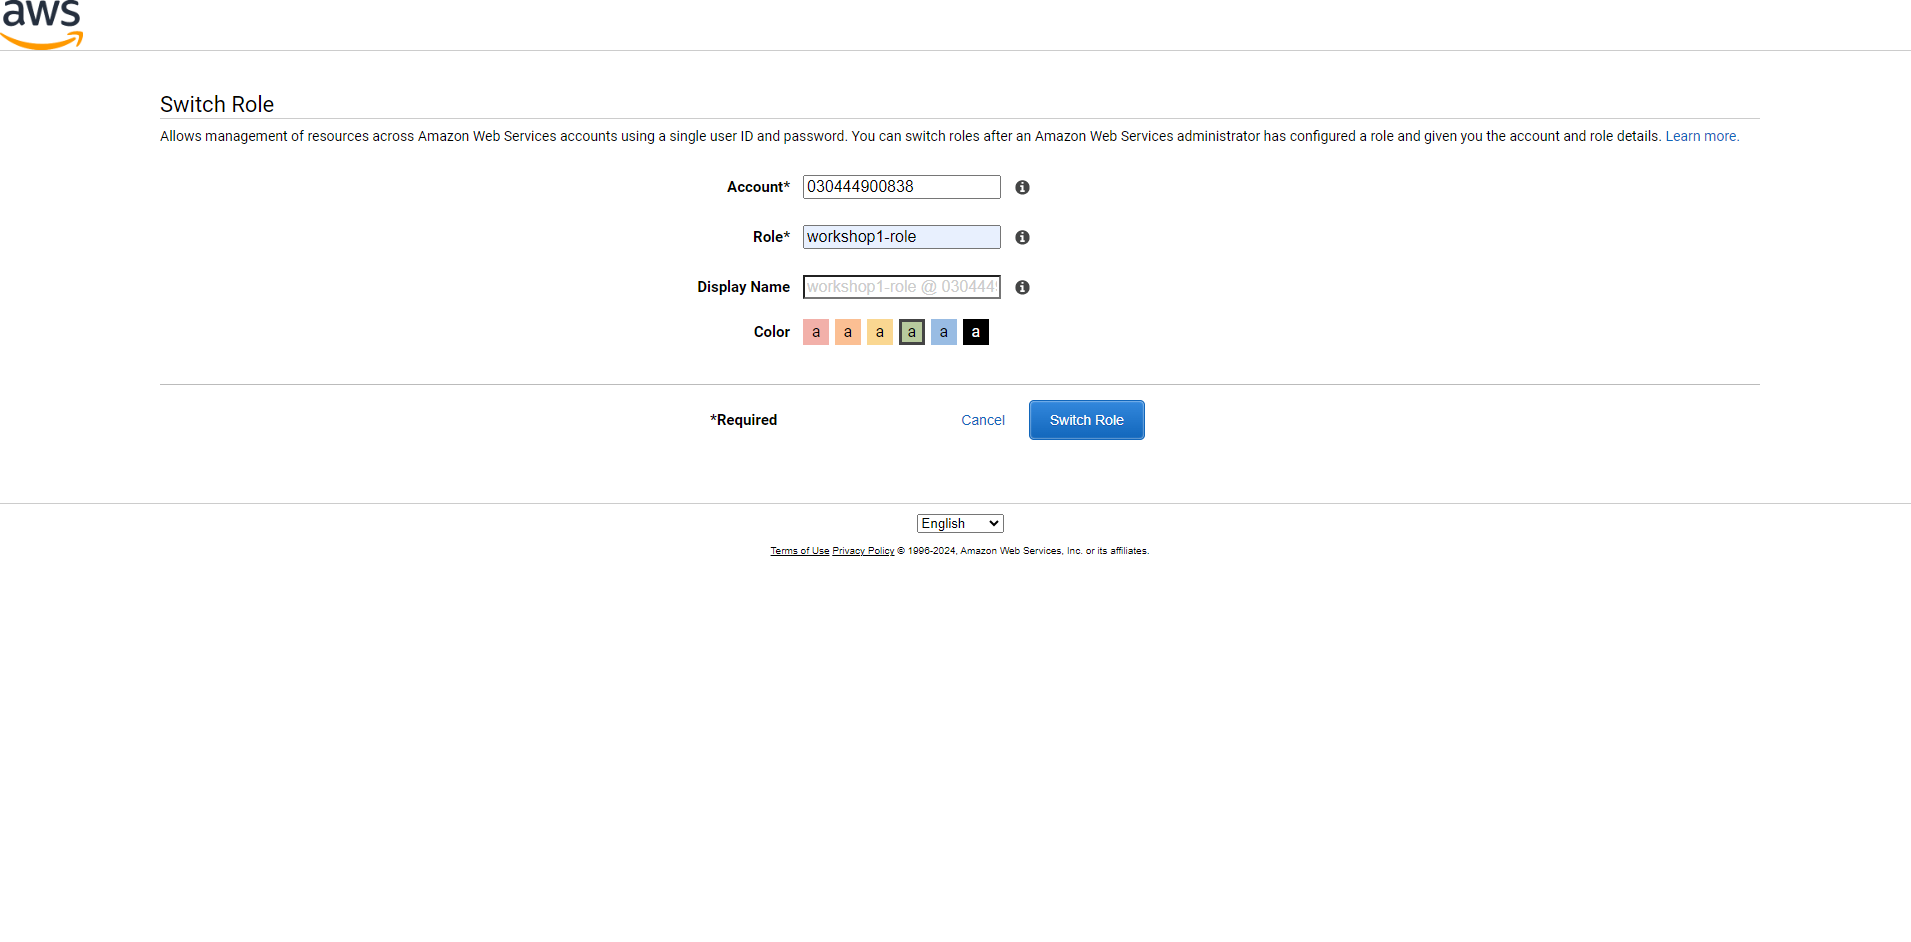 aws
Switch Role
Allows management of resources across Amazon Web Services accounts using a single user ID and password. You can switch roles after an Amazon Web Services administrator has configured a role and given you the account and role details. Learn more.
Account* 030444900838
Role* workshop1-role
Display Name workshop1-role @ 030444
Color a a a a a a
*Required Cancel Switch Role
English
Terms of Use Privacy Policy © 1996-2024, Amazon Web Services, Inc. or its affiliates.